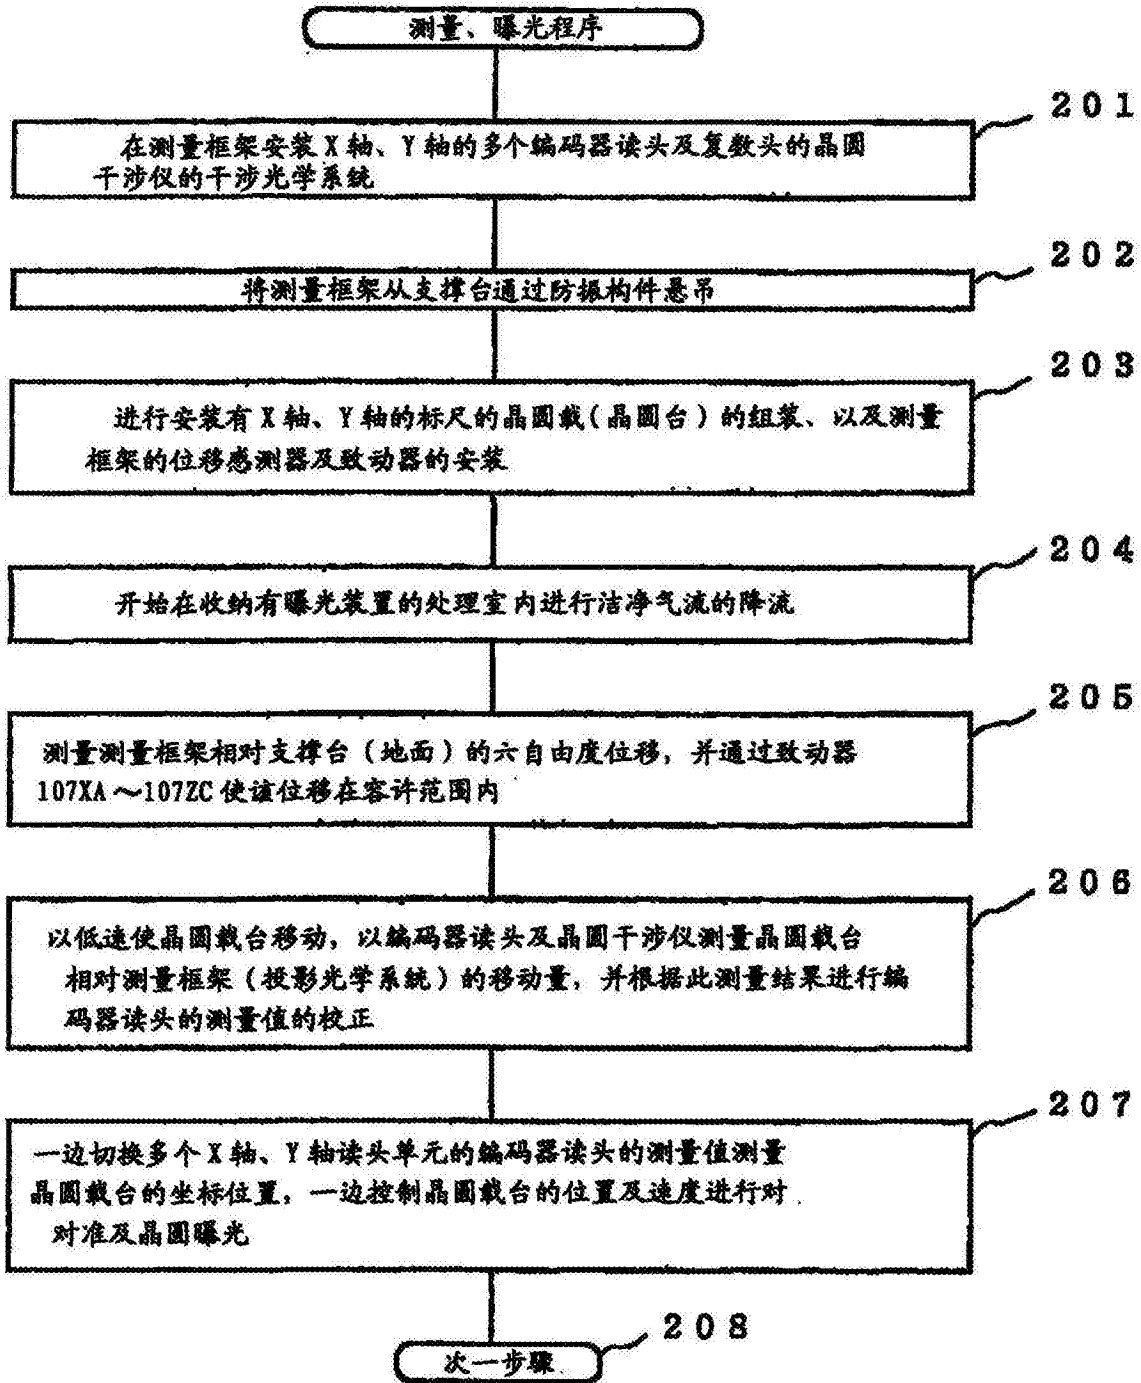 测量、曝光程序
201
在测量框架安装X轴、Y轴的多个编码器读头及复数头的晶圆
干涉仪的干涉光学系统
202
将测量框架从支撑台通过防振构件悬吊
203
进行安装有X轴、Y轴的标尺的晶圆载(晶圆台)的组装、以及测量
框架的位移感测器及致动器的安装
204
开始在收纳有曝光装置的处理室内进行洁净气流的降流
205
测量测量框架相对支撑台(地面)的六自由度位移,并通过致动器
107XA～107ZC使该位移在容许范围内
206
以低速使晶圆载台移动,以编码器读头及晶圆干涉仪测量晶圆载台
相对测量框架(投影光学系统)的移动量,并根据此测量结果进行编
码器读头的测量值的校正
207
一边切换多个X轴、Y轴读头单元的编码器读头的测量值测量
晶圆载台的坐标位置,一边控制晶圆载台的位置及速度进行对
对准及晶圆曝光
208
次一步骤